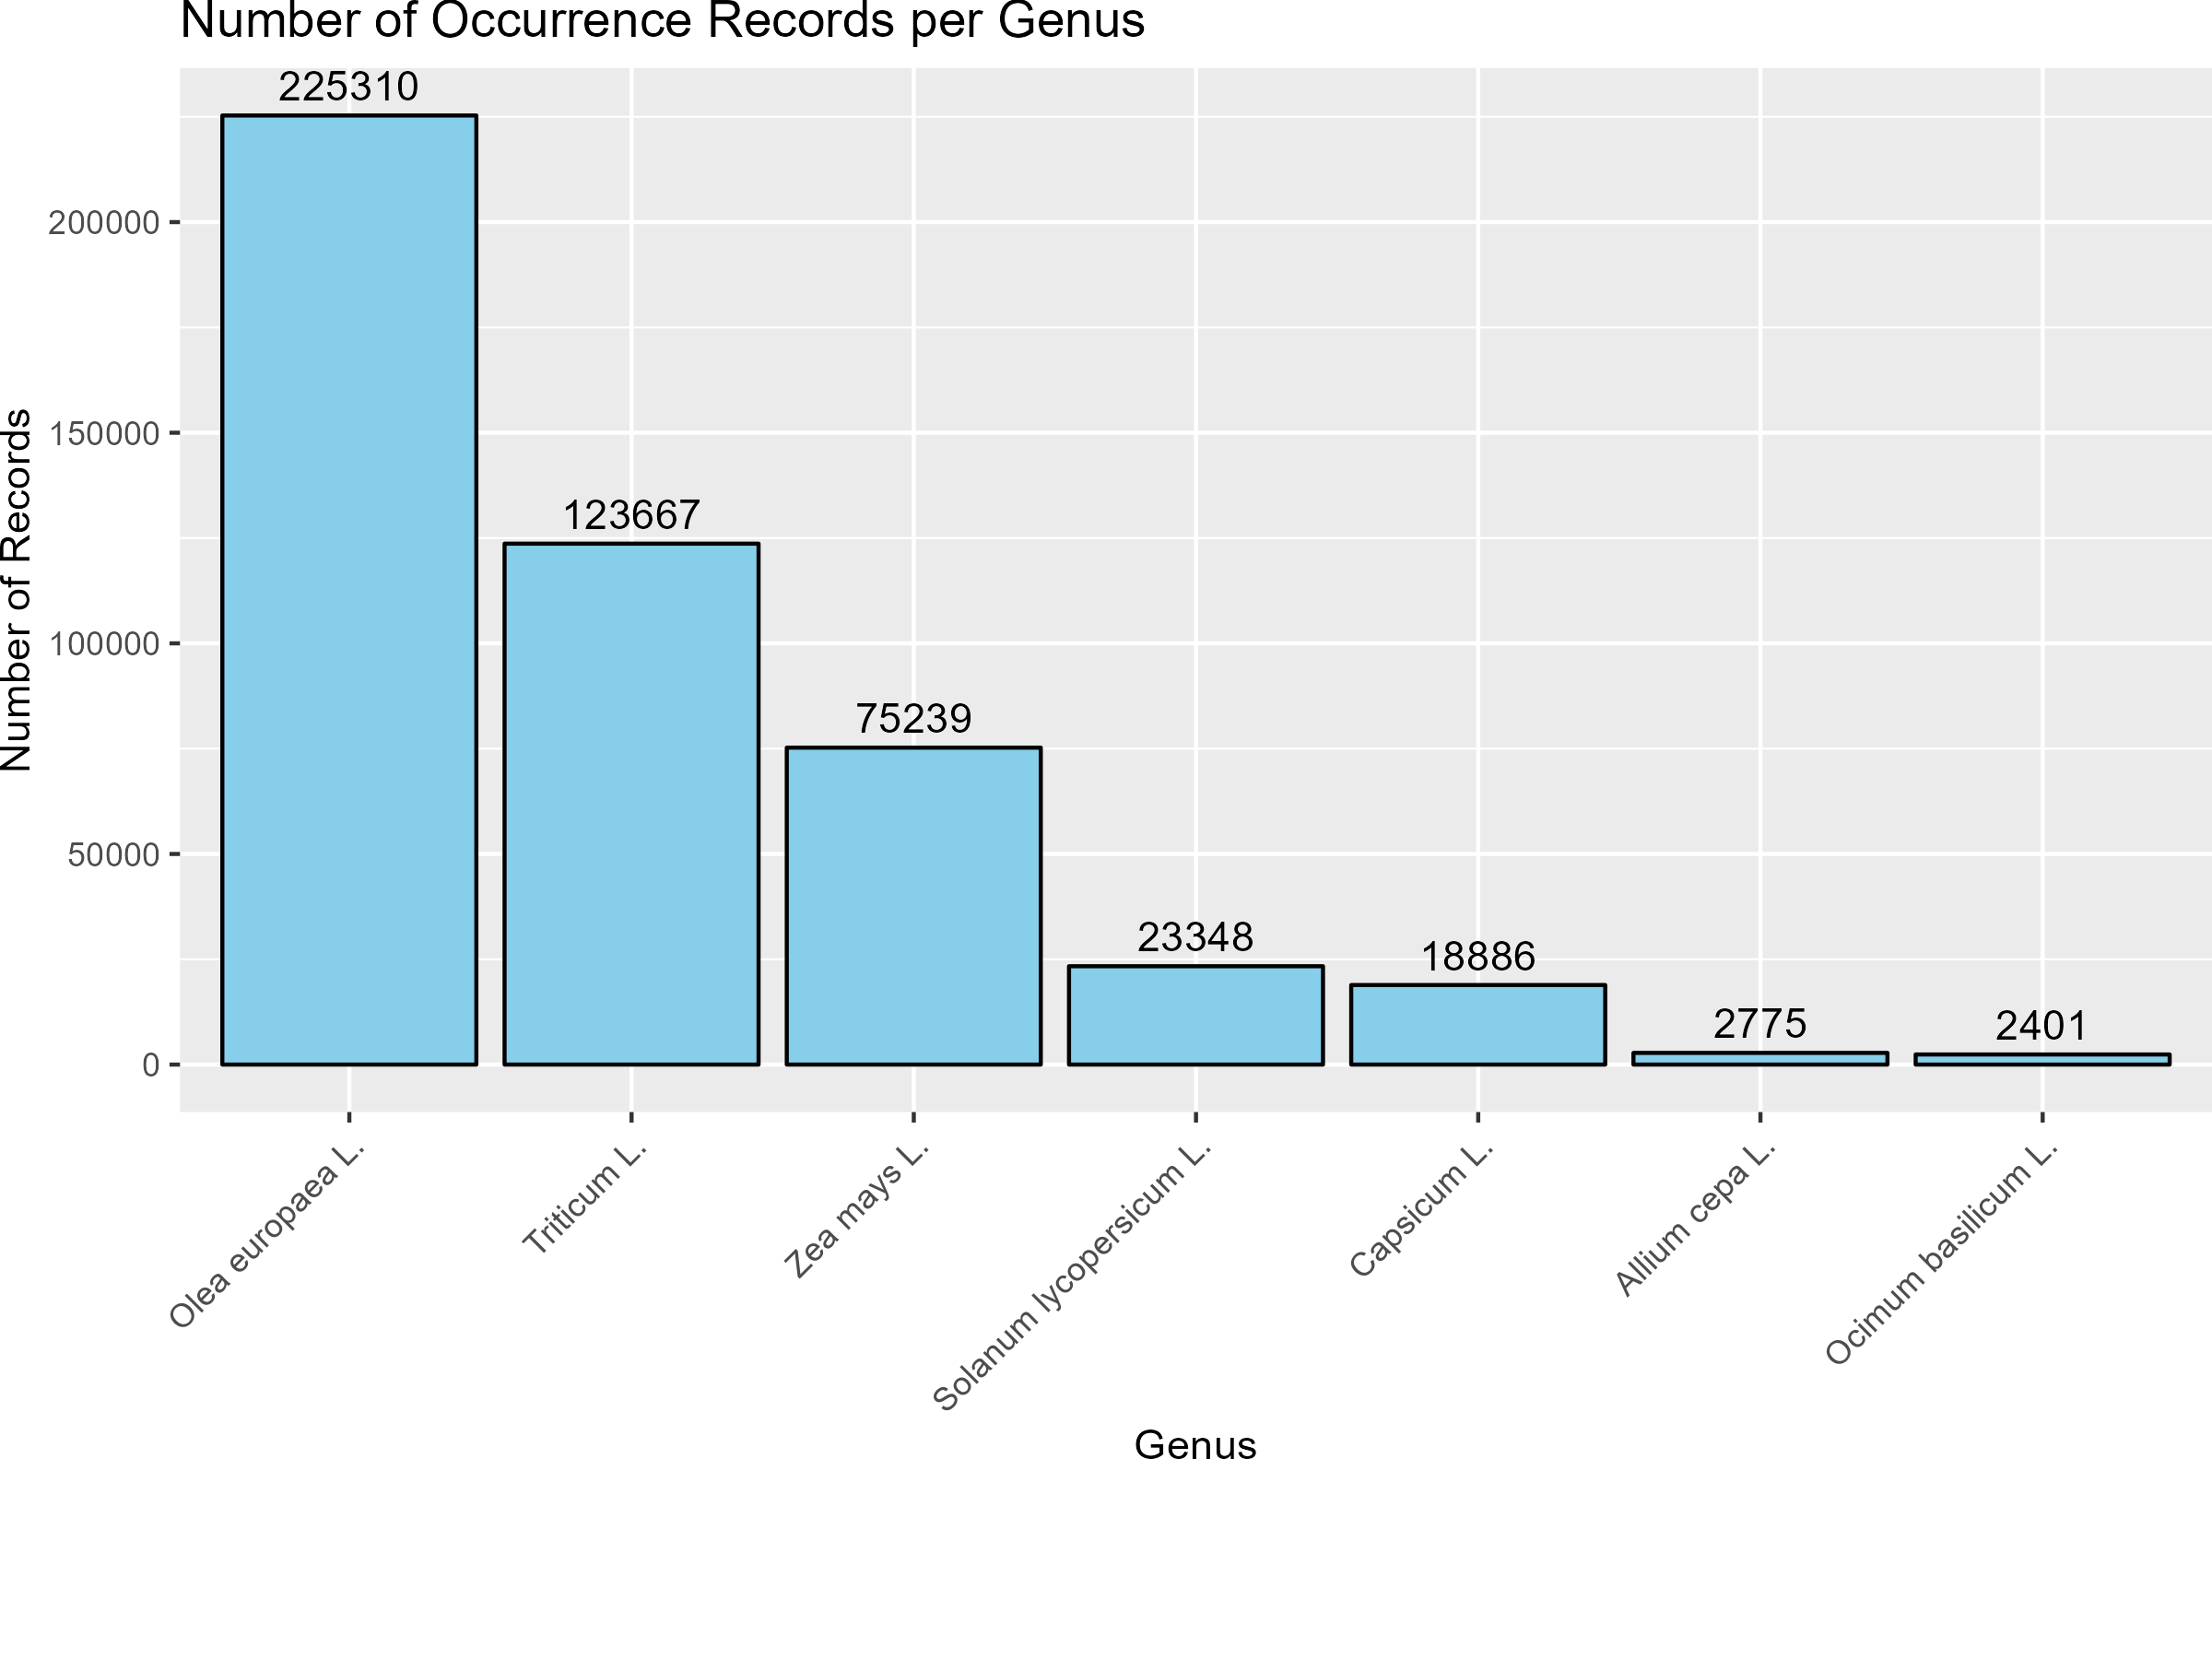 Number of Occurrence Records per Genus
225310
123667
75239
23348
18886
2775
2401
Number of Records
200000
150000
100000
50000
0
Olea europaea L.
Triticum L.
Zea mays L.
Solanum lycopersicum L.
Capsicum L.
Allium cepa L.
Ocimum basilicum L.
Genus